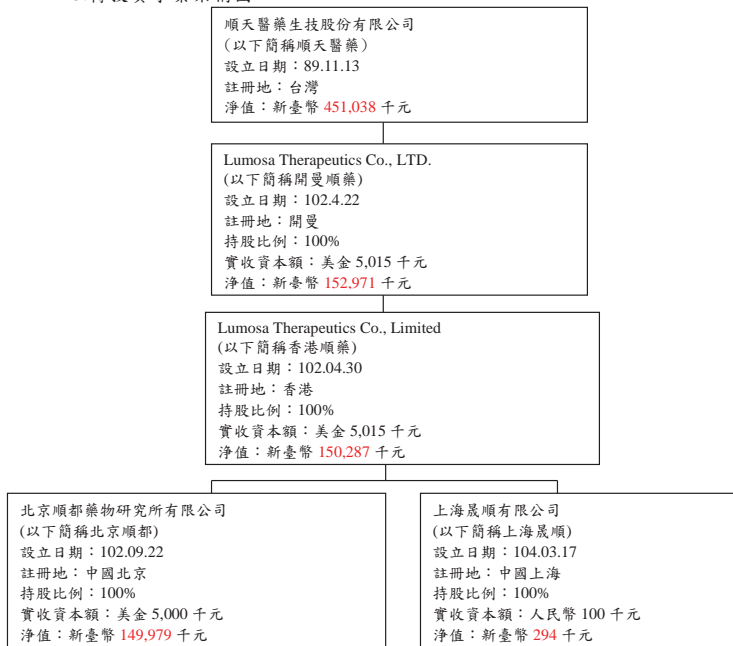 順天醫藥生技股份有限公司
(以下簡稱順天醫藥)
設立日期：89.11.13
註冊地：台灣
淨值：新臺幣 451,038 千元
Lumosa Therapeutics Co., LTD.
(以下簡稱開曼順藥)
設立日期：102.4.22
註冊地：開曼
持股比例：100%
實收資本額：美金 5,015 千元
淨值：新臺幣 152,971 千元
Lumosa Therapeutics Co., Limited
(以下簡稱香港順藥)
設立日期：102.04.30
註冊地：香港
持股比例：100%
實收資本額：美金 5,015 千元
淨值：新臺幣 150,287 千元
北京順都藥物研究所有限公司
(以下簡稱北京順都)
設立日期：102.09.22
註冊地：中國北京
持股比例：100%
實收資本額：美金 5,000 千元
淨值：新臺幣 149,979 千元
上海晟順有限公司
(以下簡稱上海晟順)
設立日期：104.03.17
註冊地：中國上海
持股比例：100%
實收資本額：人民幣 100 千元
淨值：新臺幣 294 千元